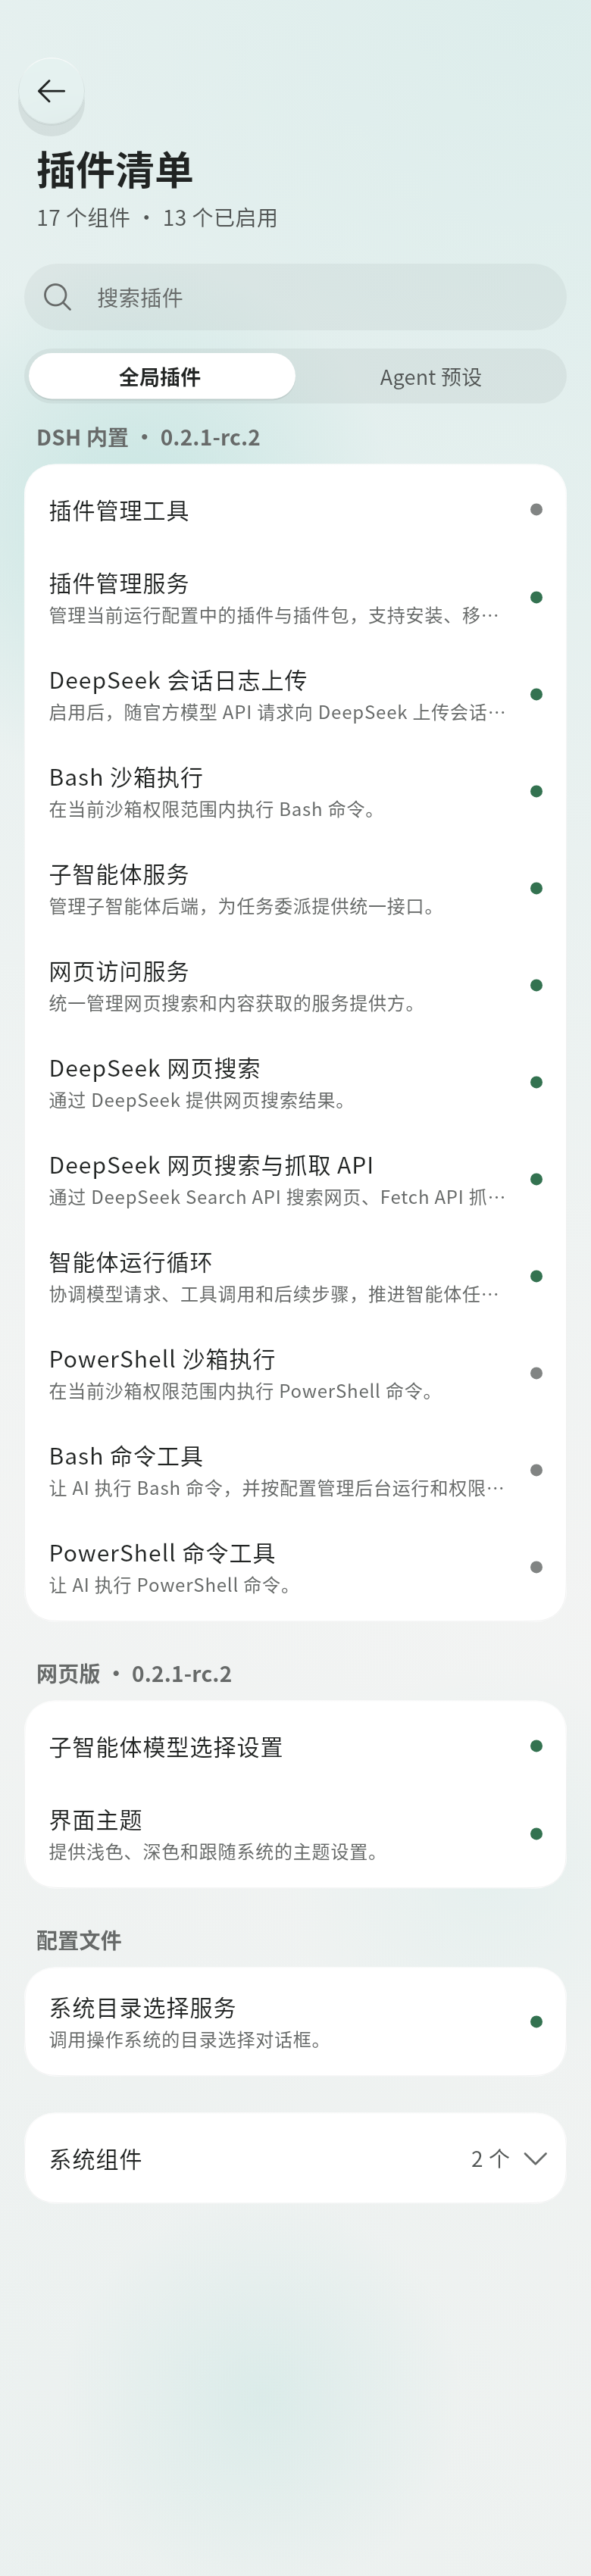 插件清单
17 个组件 · 13 个已启用
搜索插件
全局插件
Agent 预设
DSH 内置 · 0.2.1-rc.2
插件管理工具
插件管理服务
管理当前运行配置中的插件与插件包，支持安装、移…
DeepSeek 会话日志上传
启用后，随官方模型 API 请求向 DeepSeek 上传会话…
Bash 沙箱执行
在当前沙箱权限范围内执行 Bash 命令。
子智能体服务
管理子智能体后端，为任务委派提供统一接口。
网页访问服务
统一管理网页搜索和内容获取的服务提供方。
DeepSeek 网页搜索
通过 DeepSeek 提供网页搜索结果。
DeepSeek 网页搜索与抓取 API
通过 DeepSeek Search API 搜索网页、Fetch API 抓…
智能体运行循环
协调模型请求、工具调用和后续步骤，推进智能体任…
PowerShell 沙箱执行
在当前沙箱权限范围内执行 PowerShell 命令。
Bash 命令工具
让 AI 执行 Bash 命令，并按配置管理后台运行和权限…
PowerShell 命令工具
让 AI 执行 PowerShell 命令。
网页版 · 0.2.1-rc.2
子智能体模型选择设置
界面主题
提供浅色、深色和跟随系统的主题设置。
配置文件
系统目录选择服务
调用操作系统的目录选择对话框。
系统组件
2 个